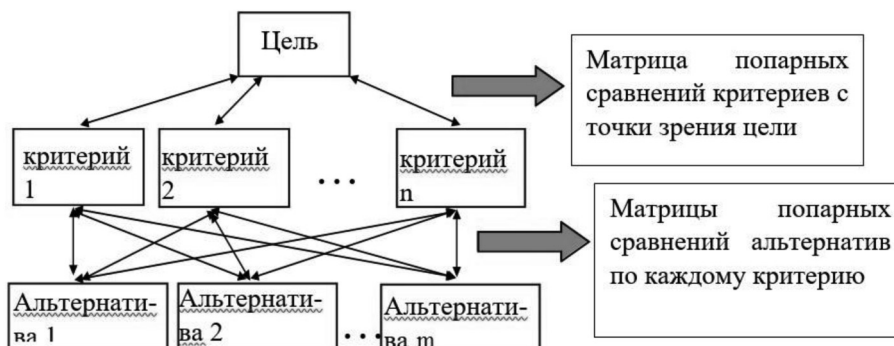 Цель
Матрица попарных
сравнений критериев с
точки зрения цели
критерий
1
критерий
2
...
критерий
n
Матрицы попарных
сравнений альтернатив
по каждому критерию
Альтернати-
ва 1
Альтернати-
ва 2
...
Альтернати-
ва m